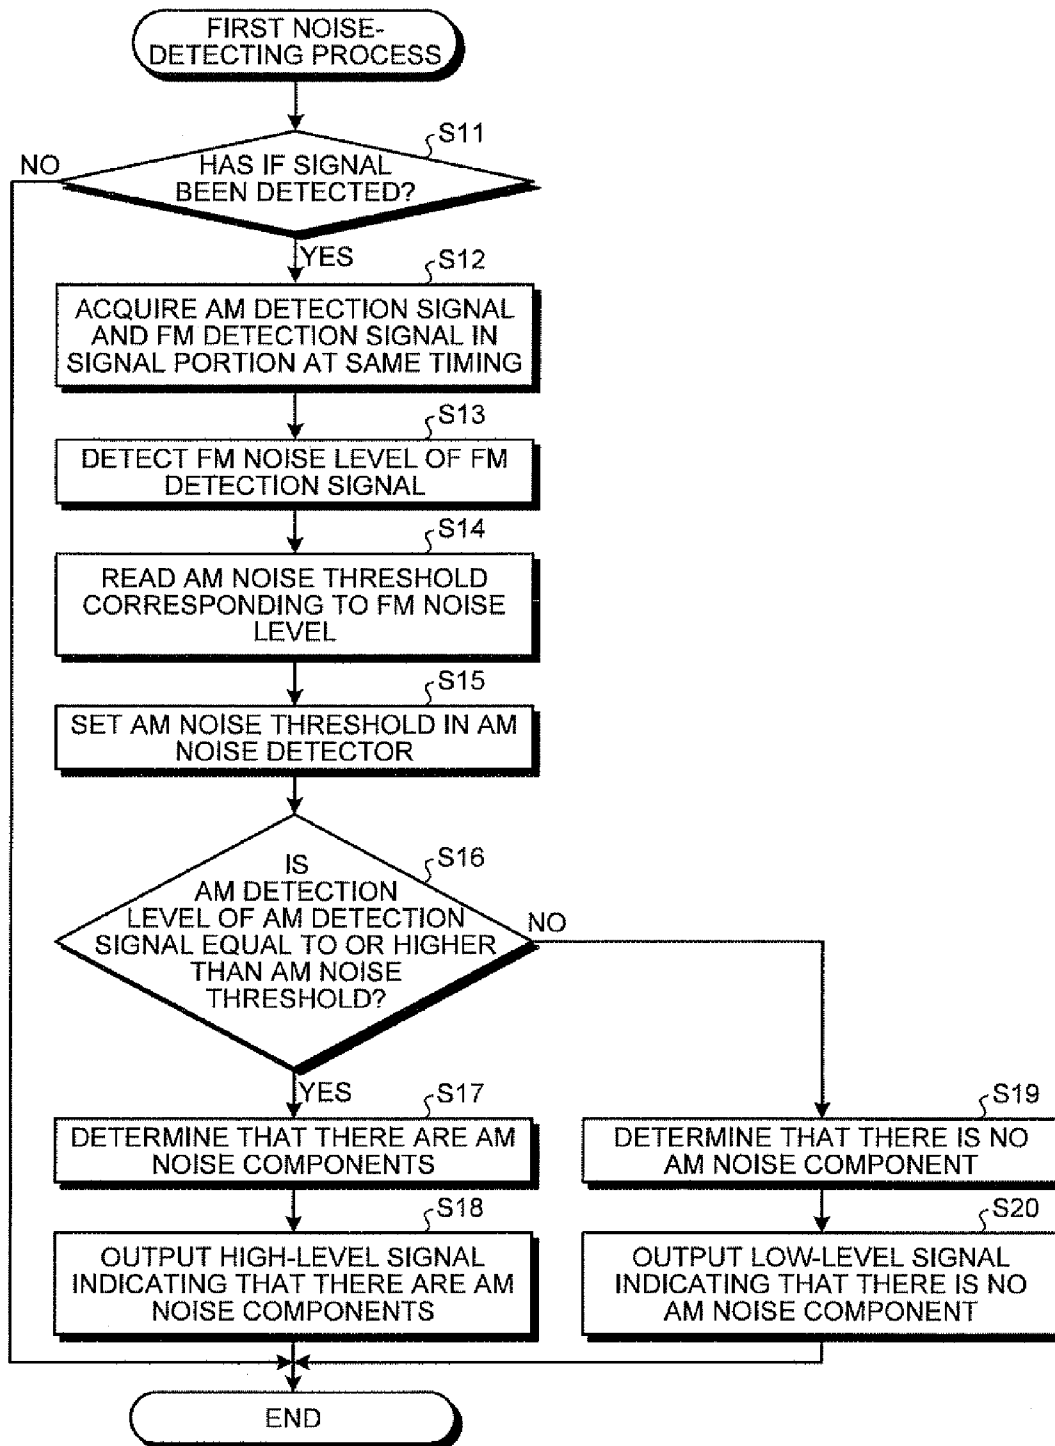 FIRST NOISE-
DETECTING PROCESS
S11
NO
HAS IF SIGNAL
BEEN DETECTED?
YES
S12
ACQUIRE AM DETECTION SIGNAL
AND FM DETECTION SIGNAL IN
SIGNAL PORTION AT SAME TIMING
S13
DETECT FM NOISE LEVEL OF FM
DETECTION SIGNAL
S14
READ AM NOISE THRESHOLD
CORRESPONDING TO FM NOISE
LEVEL
S15
SET AM NOISE THRESHOLD IN AM
NOISE DETECTOR
S16
IS
AM DETECTION
LEVEL OF AM DETECTION
SIGNAL EQUAL TO OR HIGHER
THAN AM NOISE
THRESHOLD?
NO
YES
S17
DETERMINE THAT THERE ARE AM
NOISE COMPONENTS
S18
OUTPUT HIGH-LEVEL SIGNAL
INDICATING THAT THERE ARE AM
NOISE COMPONENTS
S19
DETERMINE THAT THERE IS NO
AM NOISE COMPONENT
S20
OUTPUT LOW-LEVEL SIGNAL
INDICATING THAT THERE IS NO
AM NOISE COMPONENT
END